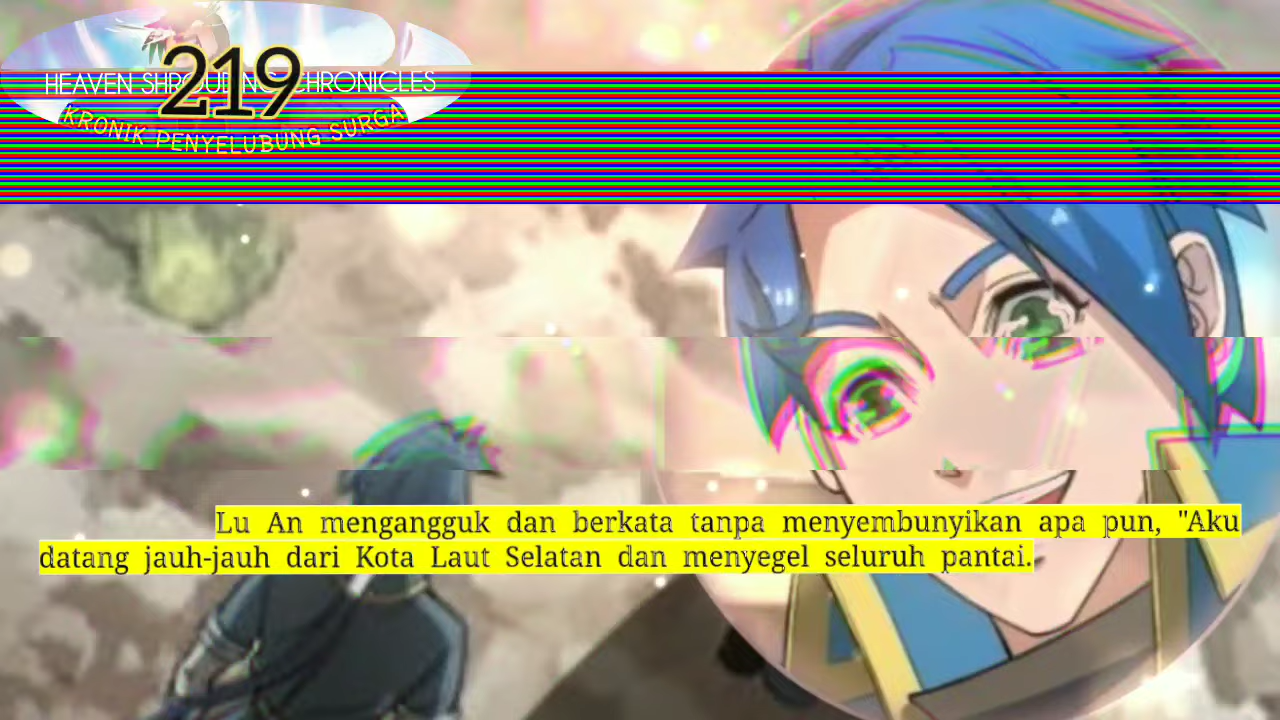 219
HEAVEN SHROUDING CHRONICLES
KRONIK PENYELUBUNG SURGA
Lu An mengangguk dan berkata tanpa menyembunyikan apa pun, "Aku
datang jauh-jauh dari Kota Laut Selatan dan menyegel seluruh pantai.